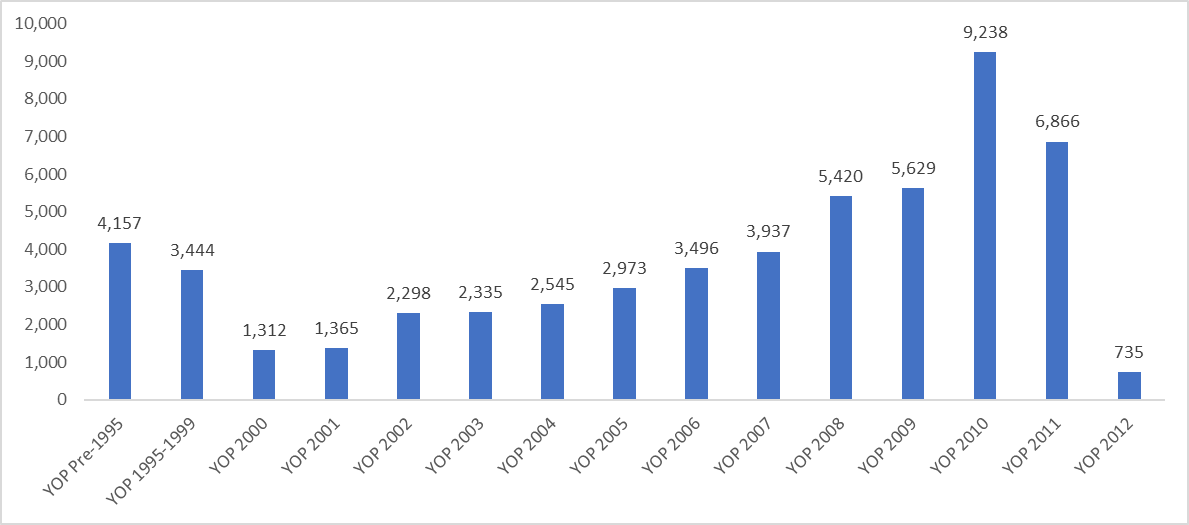 10,000
9,000
8,000
7,000
6,000
5,000
4,000
3,000
2,000
1,000
0
4,157
3,444
1,312
1,365
2,298
2,335
2,545
2,973
3,496
3,937
5,420
5,629
9,238
6,866
735
YOP Pre-1995
YOP 1995-1999
YOP 2000
YOP 2001
YOP 2002
YOP 2003
YOP 2004
YOP 2005
YOP 2006
YOP 2007
YOP 2008
YOP 2009
YOP 2010
YOP 2011
YOP 2012